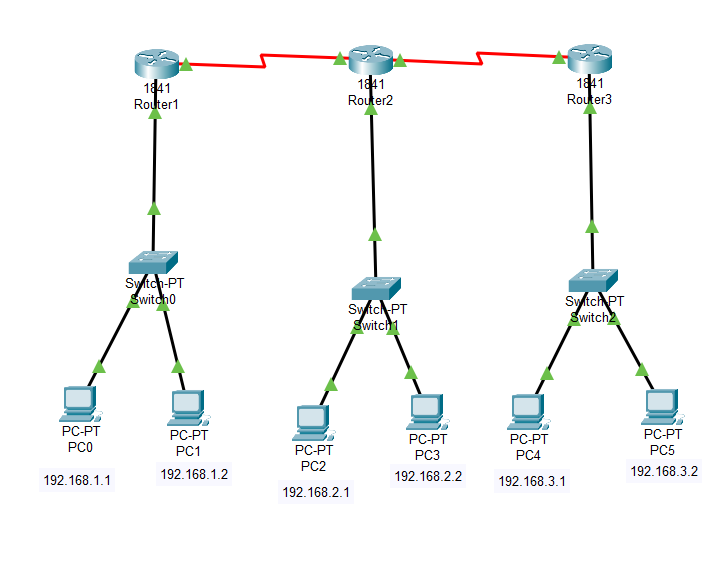 1841
Router1
1841
Router2
1841
Router3
Switch-PT
Switch0
Switch-PT
Switch1
Switch-PT
Switch2
PC-PT
PC0
PC-PT
PC1
PC-PT
PC2
PC-PT
PC3
PC-PT
PC4
PC-PT
PC5
192.168.1.1
192.168.1.2
192.168.2.1
192.168.2.2
192.168.3.1
192.168.3.2